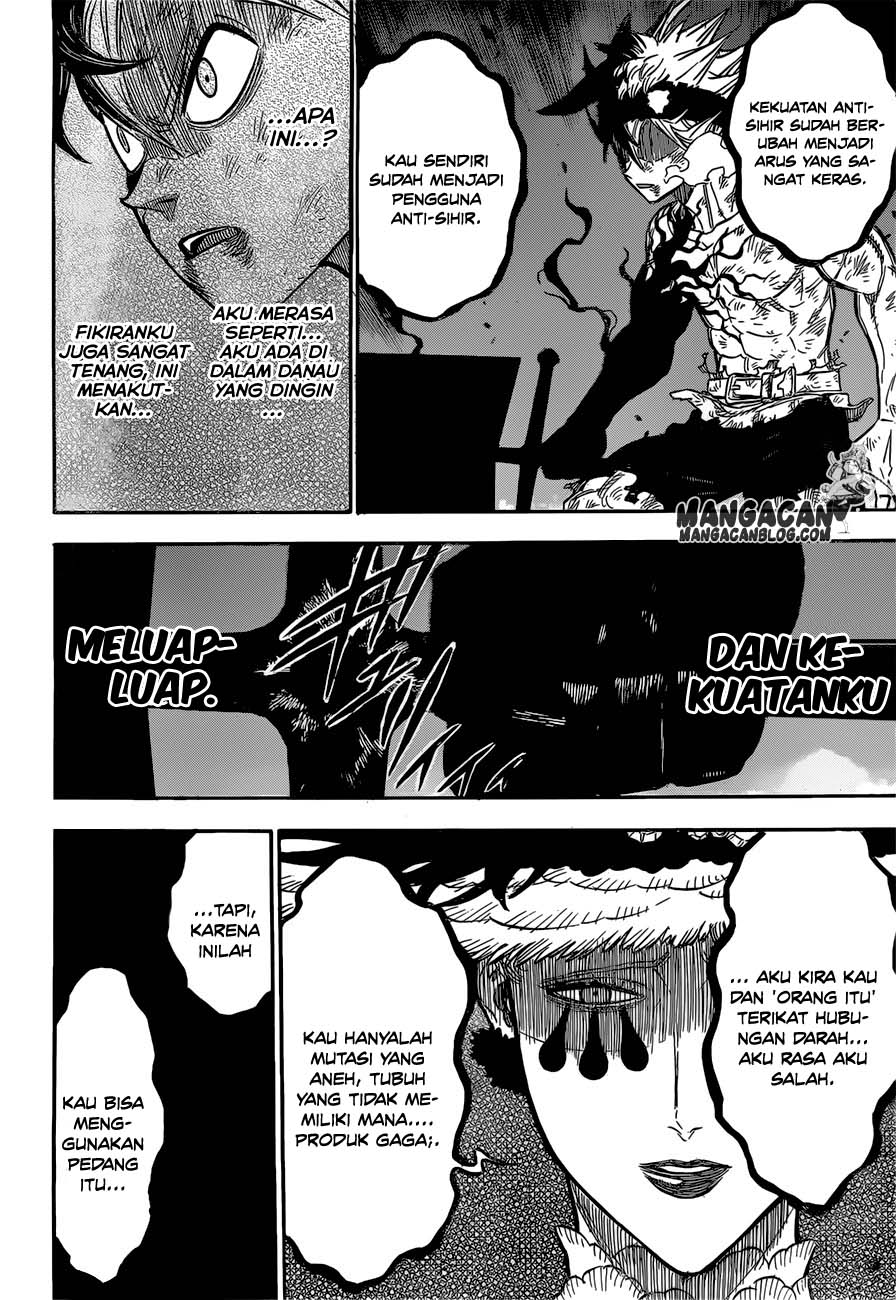 KEKUATAN ANTI-
SIHIR SUDAH BER-
UBAH MENJADI
ARUS YANG SA-
NGAT KERAS.
KAU SENDIRI
SUDAH MENJADI
PENGGUNA
ANTI-SIHIR.
...APA
INI...?
AKU MERASA
SEPERTI...
AKU ADA DI
DALAM DANAU
YANG DINGIN
...
FIKIRANKU
JUGA SANGAT
TENANG, INI
MENAKUT-
KAN...
MANGACAN
MANGACANBLOG.COM
DAN KE-
KUATANKU
MELUAP-
LUAP.
... AKU KIRA KAU
DAN 'ORANG ITU'
TERIKAT HUBU-
NGAN DARAH...
AKU RASA AKU
SALAH.
KAU HANYALAH
MUTASI YANG
ANEH, TUBUH
YANG TIDAK ME-
MILIKI MANA....
PRODUK GAGA;.
...TAPI,
KARENA
INILAH
KAU BISA
MENG-
GUNAKAN
PEDANG
ITU...